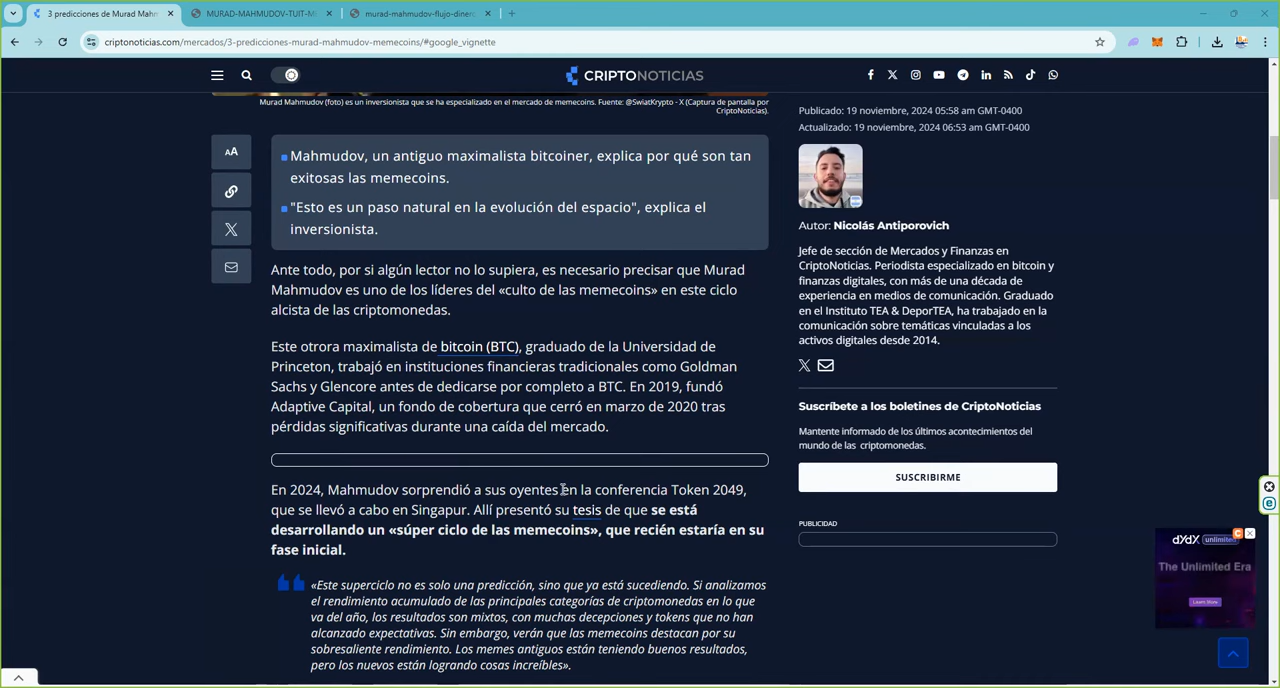 3 predicciones de Murad Mahm
MURAD-MAHMUDOV-TUIT-M
murad-mahmudov-flujo-diner
criptonoticias.com/mercados/3-predicciones-murad-mahmudov-memecoins/#google_vignette
CRIPTONOTICIAS
Murad Mahmudov (foto) es un inversionista que se ha especializado en el mercado de memecoins. Fuente: @SwiatKrypto - X (Captura de pantalla por
CriptoNoticias).
AA
Mahmudov, un antiguo maximalista bitcoiner, explica por qué son tan
exitosas las memecoins.
"Esto es un paso natural en la evolución del espacio", explica el
inversionista.
Ante todo, por si algún lector no lo supiera, es necesario precisar que Murad
Mahmudov es uno de los líderes del «culto de las memecoins» en este ciclo
alcista de las criptomonedas.
Este otrora maximalista de bitcoin (BTC), graduado de la Universidad de
Princeton, trabajó en instituciones financieras tradicionales como Goldman
Sachs y Glencore antes de dedicarse por completo a BTC. En 2019, fundó
Adaptive Capital, un fondo de cobertura que cerró en marzo de 2020 tras
pérdidas significativas durante una caída del mercado.
En 2024, Mahmudov sorprendió a sus oyentes en la conferencia Token 2049,
que se llevó a cabo en Singapur. Allí presentó su tesis de que se está
desarrollando un «súper ciclo de las memecoins», que recién estaría en su
fase inicial.
«Este superciclo no es solo una predicción, sino que ya está sucediendo. Si analizamos
el rendimiento acumulado de las principales categorías de criptomonedas en lo que
va del año, los resultados son mixtos, con muchas decepciones y tokens que no han
alcanzado expectativas. Sin embargo, verán que las memecoins destacan por su
sobresaliente rendimiento. Los memes antiguos están teniendo buenos resultados,
pero los nuevos están logrando cosas increíbles».
Publicado: 19 noviembre, 2024 05:58 am GMT-0400
Actualizado: 19 noviembre, 2024 06:53 am GMT-0400
Autor: Nicolás Antiporovich
Jefe de sección de Mercados y Finanzas en
CriptoNoticias. Periodista especializado en bitcoin y
finanzas digitales, con más de una década de
experiencia en medios de comunicación. Graduado
en el Instituto TEA & DeporTEA, ha trabajado en la
comunicación sobre temáticas vinculadas a los
activos digitales desde 2014.
Suscríbete a los boletines de CriptoNoticias
Mantente informado de los últimos acontecimientos del
mundo de las criptomonedas.
SUSCRIBIRME
PUBLICIDAD
dYdX unlimited
The Unlimited Era
Learn More